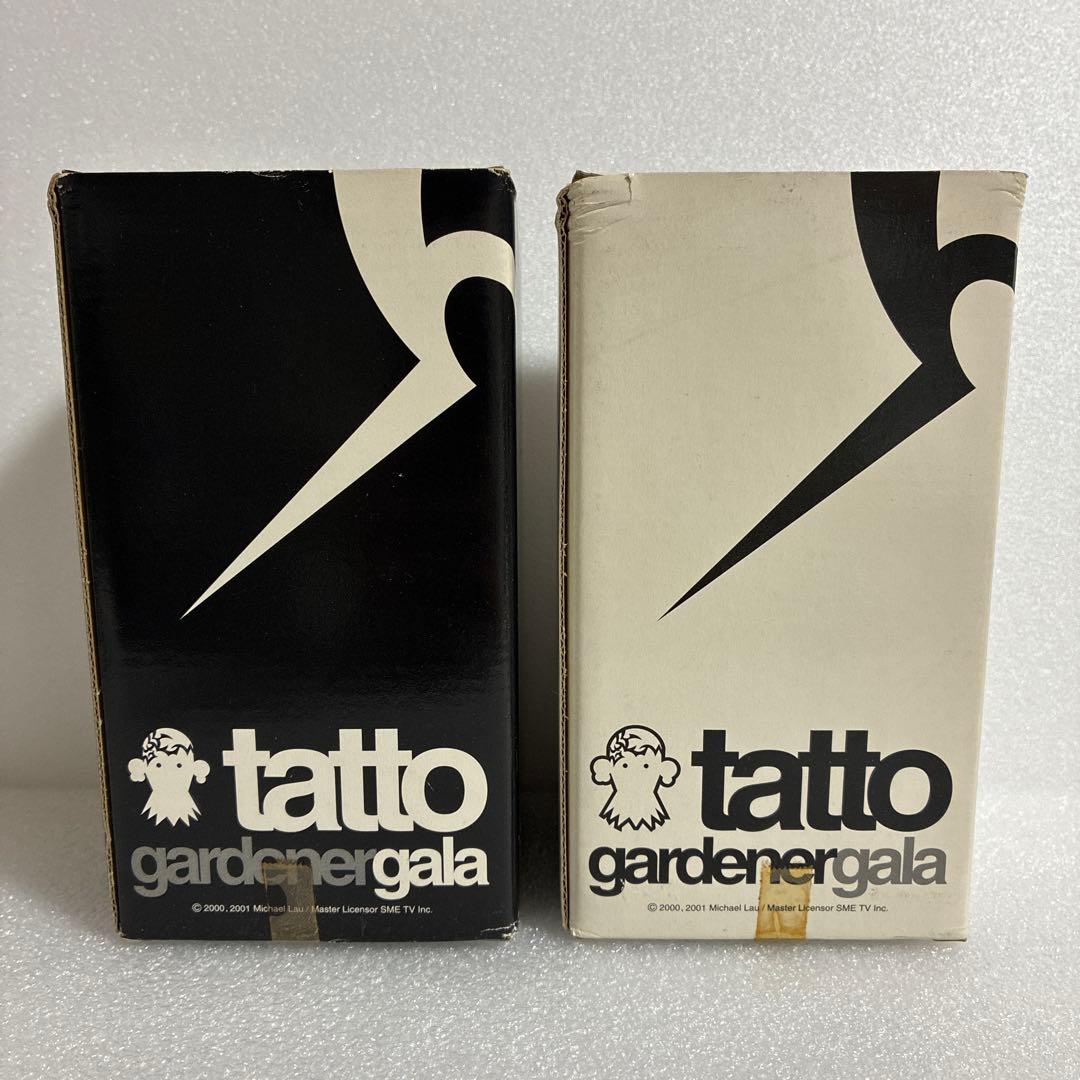 tatto
gardenergala
© 2000, 2001 Michael Lau / Master Licensor SME TV Inc.
tatto
gardenergala
© 2000, 2001 Michael Lau / Master Licensor SME TV Inc.